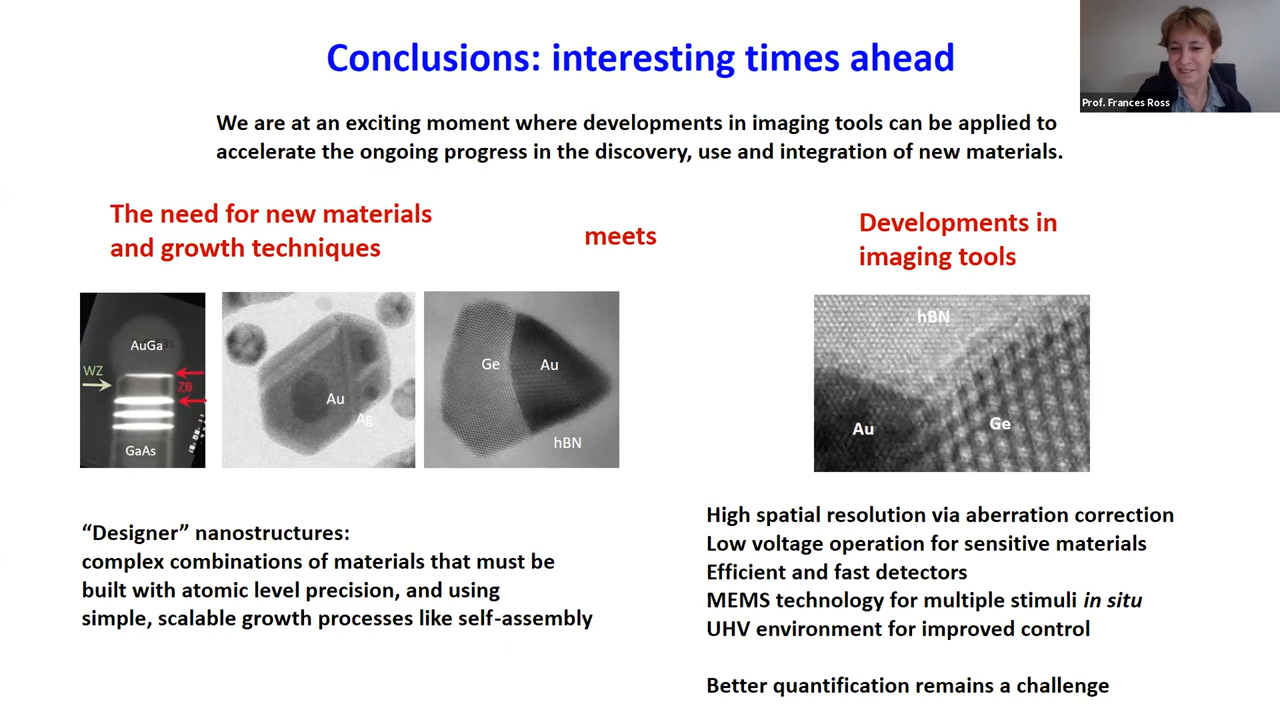 Conclusions: interesting times ahead
Prof. Frances Ross
We are at an exciting moment where developments in imaging tools can be applied to
accelerate the ongoing progress in the discovery, use and integration of new materials.
The need for new materials
and growth techniques
meets
Developments in
imaging tools
AuGa
WZ
ZB
GaAs
Au
Ag
Ge
Au
hBN
hBN
Au
Ge
“Designer” nanostructures:
complex combinations of materials that must be
built with atomic level precision, and using
simple, scalable growth processes like self-assembly
High spatial resolution via aberration correction
Low voltage operation for sensitive materials
Efficient and fast detectors
MEMS technology for multiple stimuli in situ
UHV environment for improved control
Better quantification remains a challenge